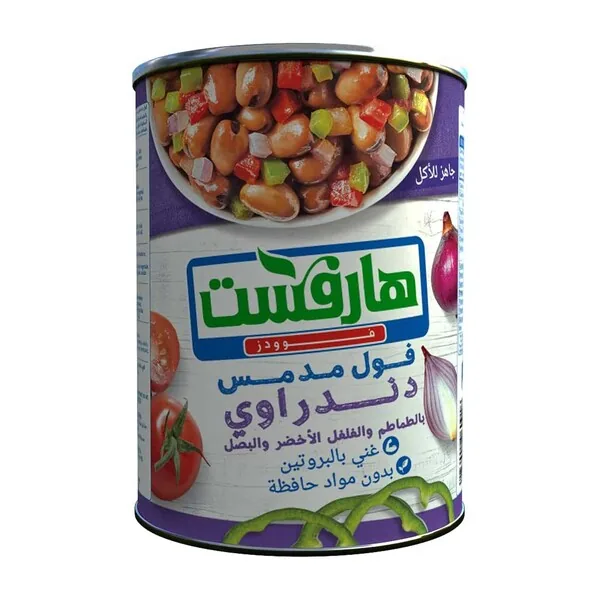 جاهز للأكل
هارفست
فوودز
فول مدمس
دندراوي
بالطماطم والفلفل الأخضر والبصل
غني بالبروتين
بدون مواد حافظة